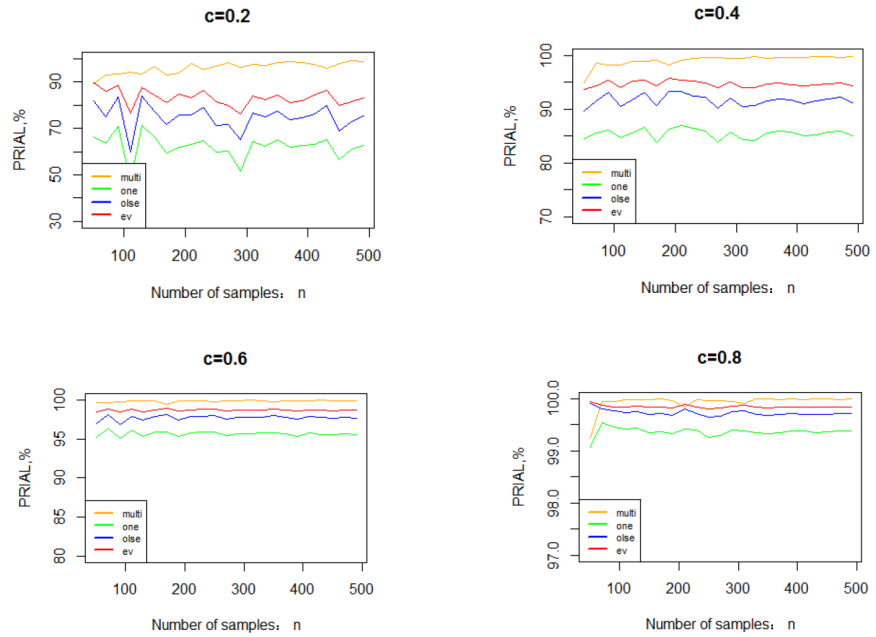 c=0.2
PRIAL,%
30 50 70 90
multi
one
olse
ev
100 200 300 400 500
Number of samples： n
c=0.4
PRIAL,%
70 80 90 100
multi
one
olse
ev
100 200 300 400 500
Number of samples： n
c=0.6
PRIAL,%
80 85 90 95 100
multi
one
olse
ev
100 200 300 400 500
Number of samples： n
c=0.8
PRIAL,%
97.0 98.0 99.0 100.0
multi
one
olse
ev
100 200 300 400 500
Number of samples： n